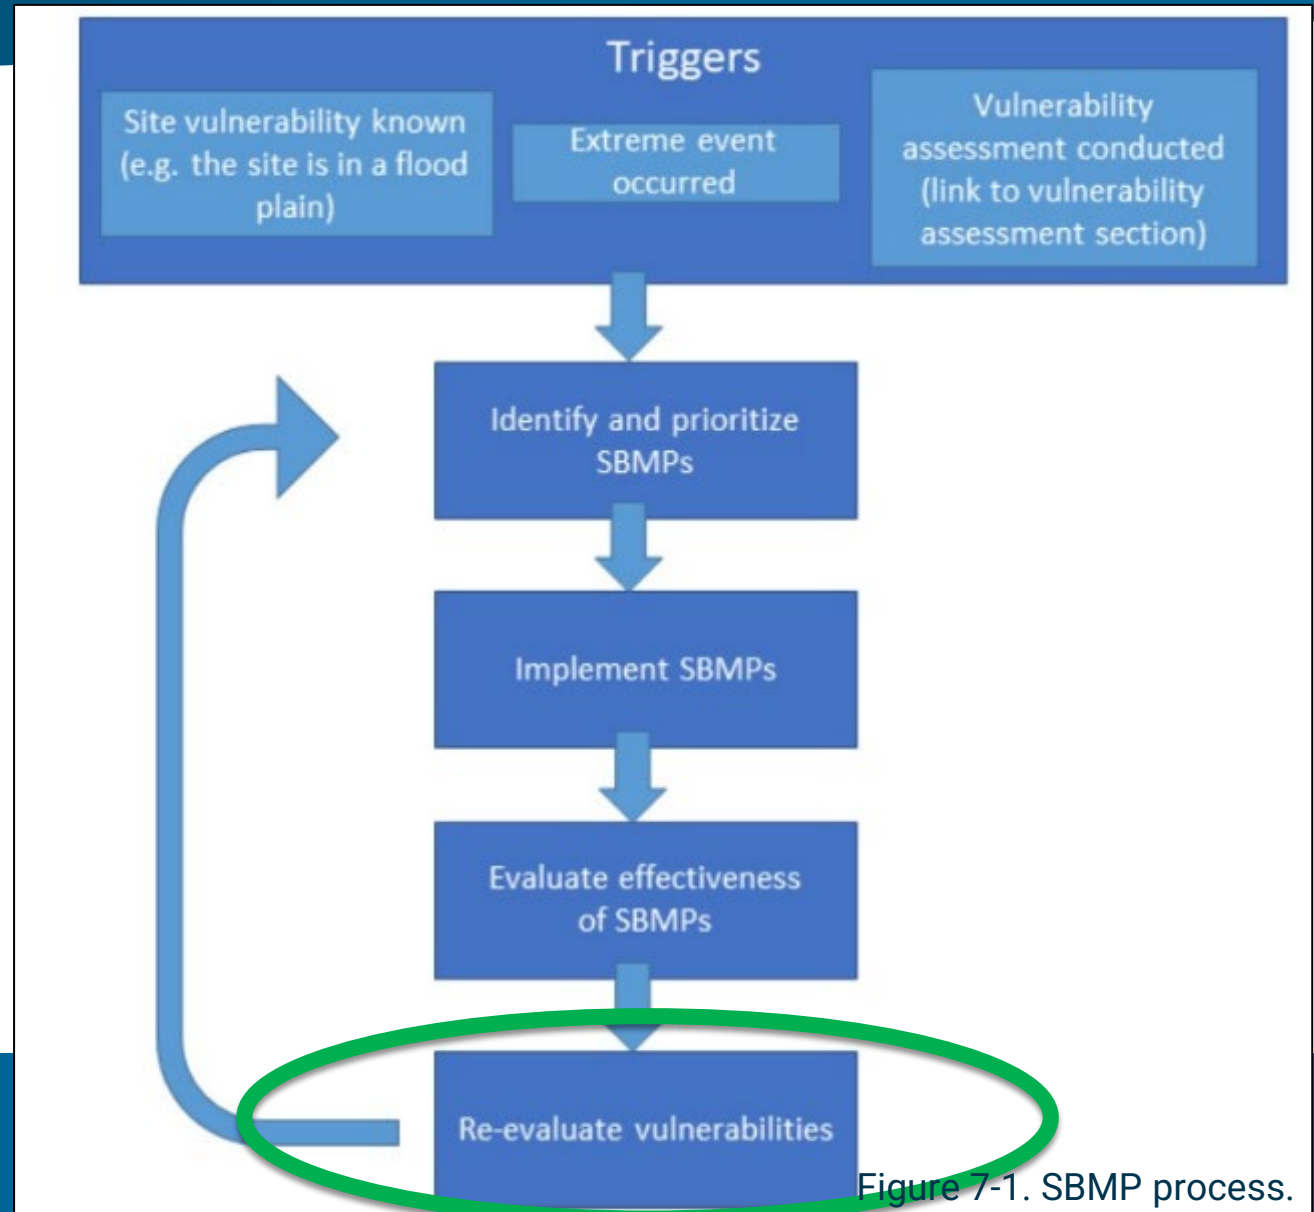 Triggers
Site vulnerability known
(e.g. the site is in a flood
plain)
Extreme event
occurred
Vulnerability
assessment conducted
(link to vulnerability
assessment section)
Identify and prioritize
SBMPs
Implement SBMPs
Evaluate effectiveness
of SBMPs
Re-evaluate vulnerabilities
Figure 7-1. SBMP process.